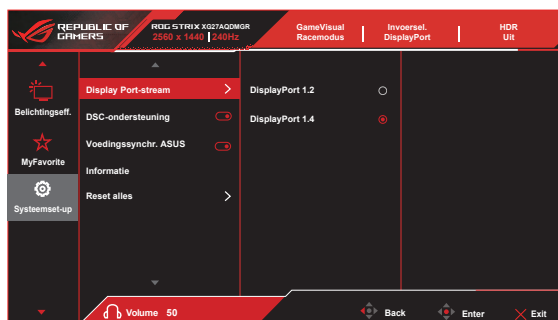 REPUBLIC OF
GAMERS
ROG STRIX XG27AQDMGR
2560 x 1440 240Hz
GameVisual
Racemodus
Invoersel.
DisplayPort
HDR
Uit
Belichtingseff.
MyFavorite
Systeemset-up
Display Port-stream
DSC-ondersteuning
Voedingssynchr. ASUS
Informatie
Reset alles
DisplayPort 1.2
DisplayPort 1.4
Volume 50
Back
Enter
Exit